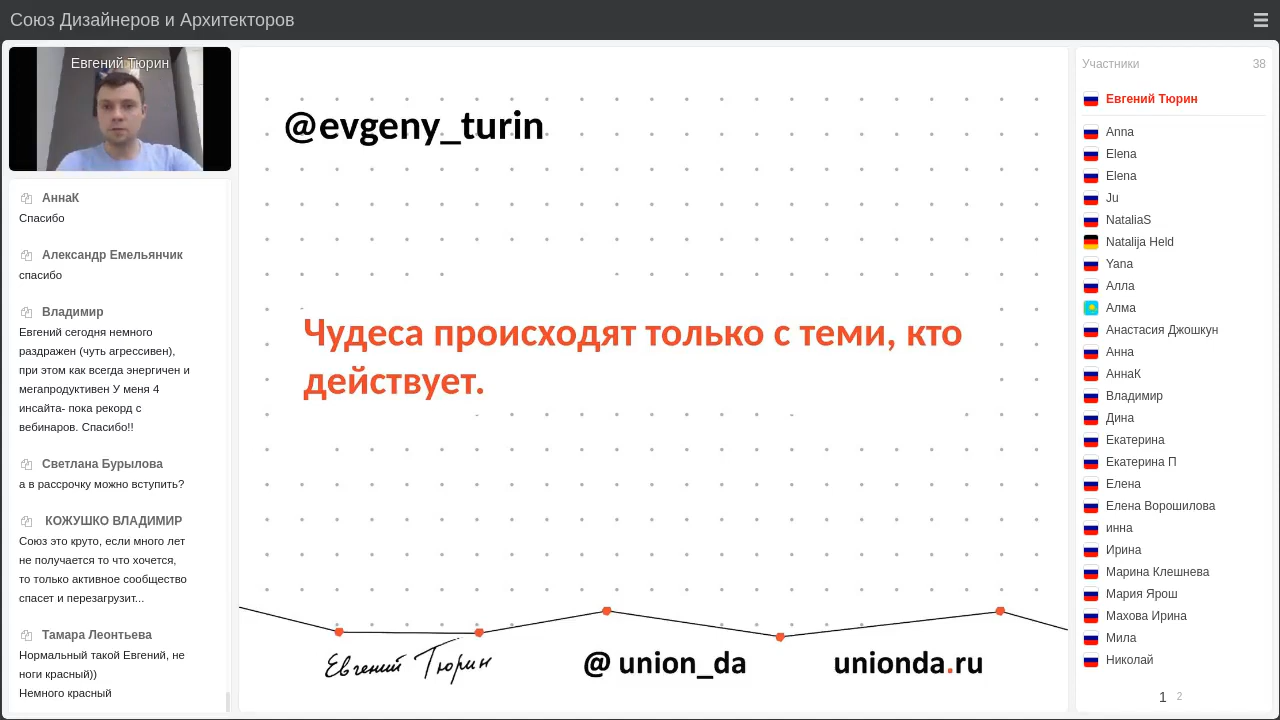 Союз Дизайнеров и Архитекторов
Евгений Тюрин
АннаК
Спасибо
Александр Емельянчик
спасибо
Владимир
Евгений сегодня немного
раздражен (чуть агрессивен),
при этом как всегда энергичен и
мегапродуктивен У меня 4
инсайта- пока рекорд с
вебинаров. Спасибо!!
Светлана Бурылова
а в рассрочку можно вступить?
КОЖУШКО ВЛАДИМИР
Союз это круто, если много лет
не получается то что хочется,
то только активное сообщество
спасет и перезагрузит...
Тамара Леонтьева
Нормальный такой Евгений, не
ноги красный))
Немного красный
@evgeny_turin
Чудеса происходят только с теми, кто
действует.
Евгений Тюрин
@ union_da
unionda.ru
Участники 38
Евгений Тюрин
Anna
Elena
Elena
Ju
NataliaS
Natalija Held
Yana
Алла
Алма
Анастасия Джошкун
Анна
АннаК
Владимир
Дина
Екатерина
Екатерина П
Елена
Елена Ворошилова
инна
Ирина
Марина Клешнева
Мария Ярош
Махова Ирина
Мила
Николай
1 2